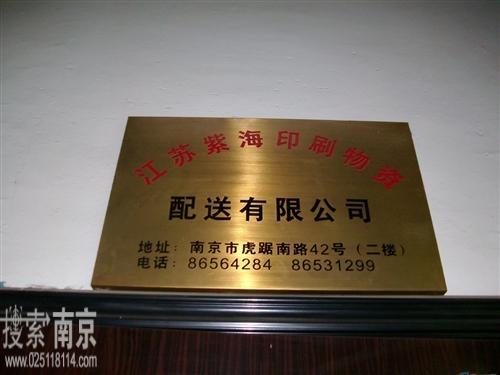 江苏紫海印刷物资
配送有限公司
地址：南京市虎踞南路42号（二楼）
电话：86564284 86531299
搜索南京
www.025118114.com